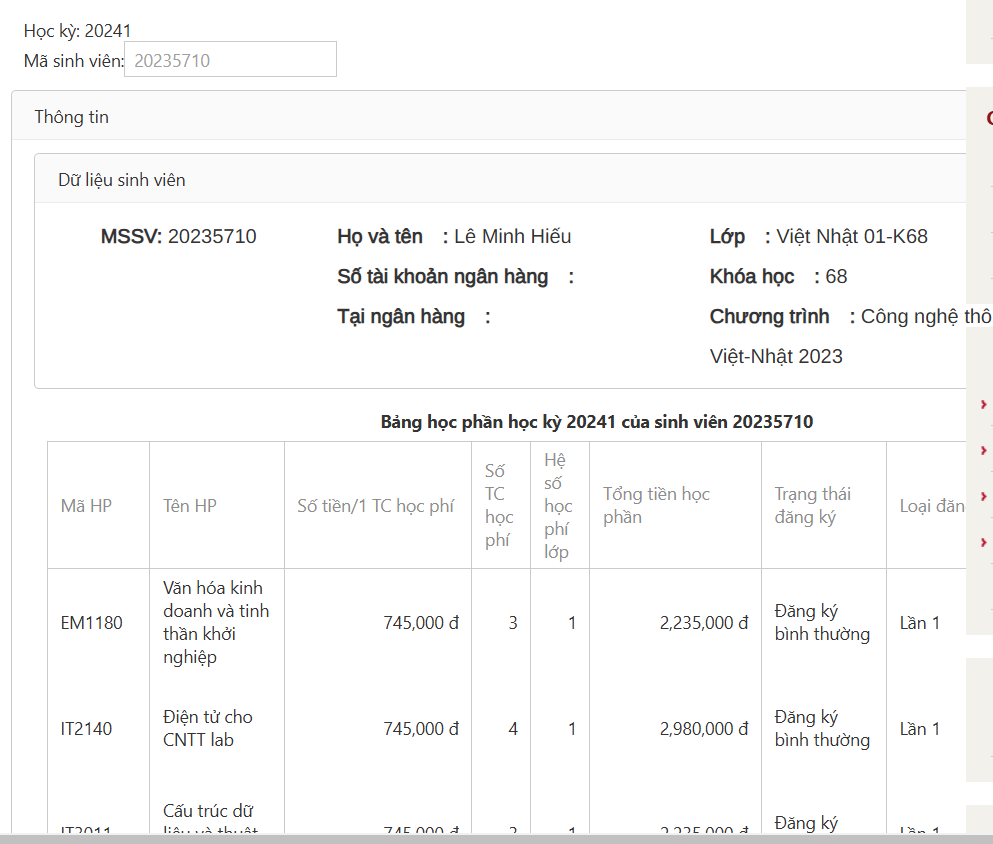 Học kỳ: 20241
Mã sinh viên: 20235710
Thông tin
Dữ liệu sinh viên
MSSV: 20235710
Họ và tên : Lê Minh Hiếu
Lớp : Việt Nhật 01-K68
Số tài khoản ngân hàng :
Khóa học : 68
Tại ngân hàng :
Chương trình : Công nghệ thô
Việt-Nhật 2023
Bảng học phần học kỳ 20241 của sinh viên 20235710
Mã HP
Tên HP
Số tiền/1 TC học phí
Số
TC
học
phí
Hệ
số
học
phí
lớp
Tổng tiền học
phần
Trạng thái
đăng ký
Loại đăn
EM1180
Văn hóa kinh
doanh và tinh
thần khởi
nghiệp
745,000 đ
3
1
2,235,000 đ
Đăng ký
bình thường
Lần 1
IT2140
Điện tử cho
CNTT lab
745,000 đ
4
1
2,980,000 đ
Đăng ký
bình thường
Lần 1
IT3011
Cấu trúc dữ
liệu và thuật
745,000 đ
3
1
2,235,000 đ
Đăng ký
Lần 1